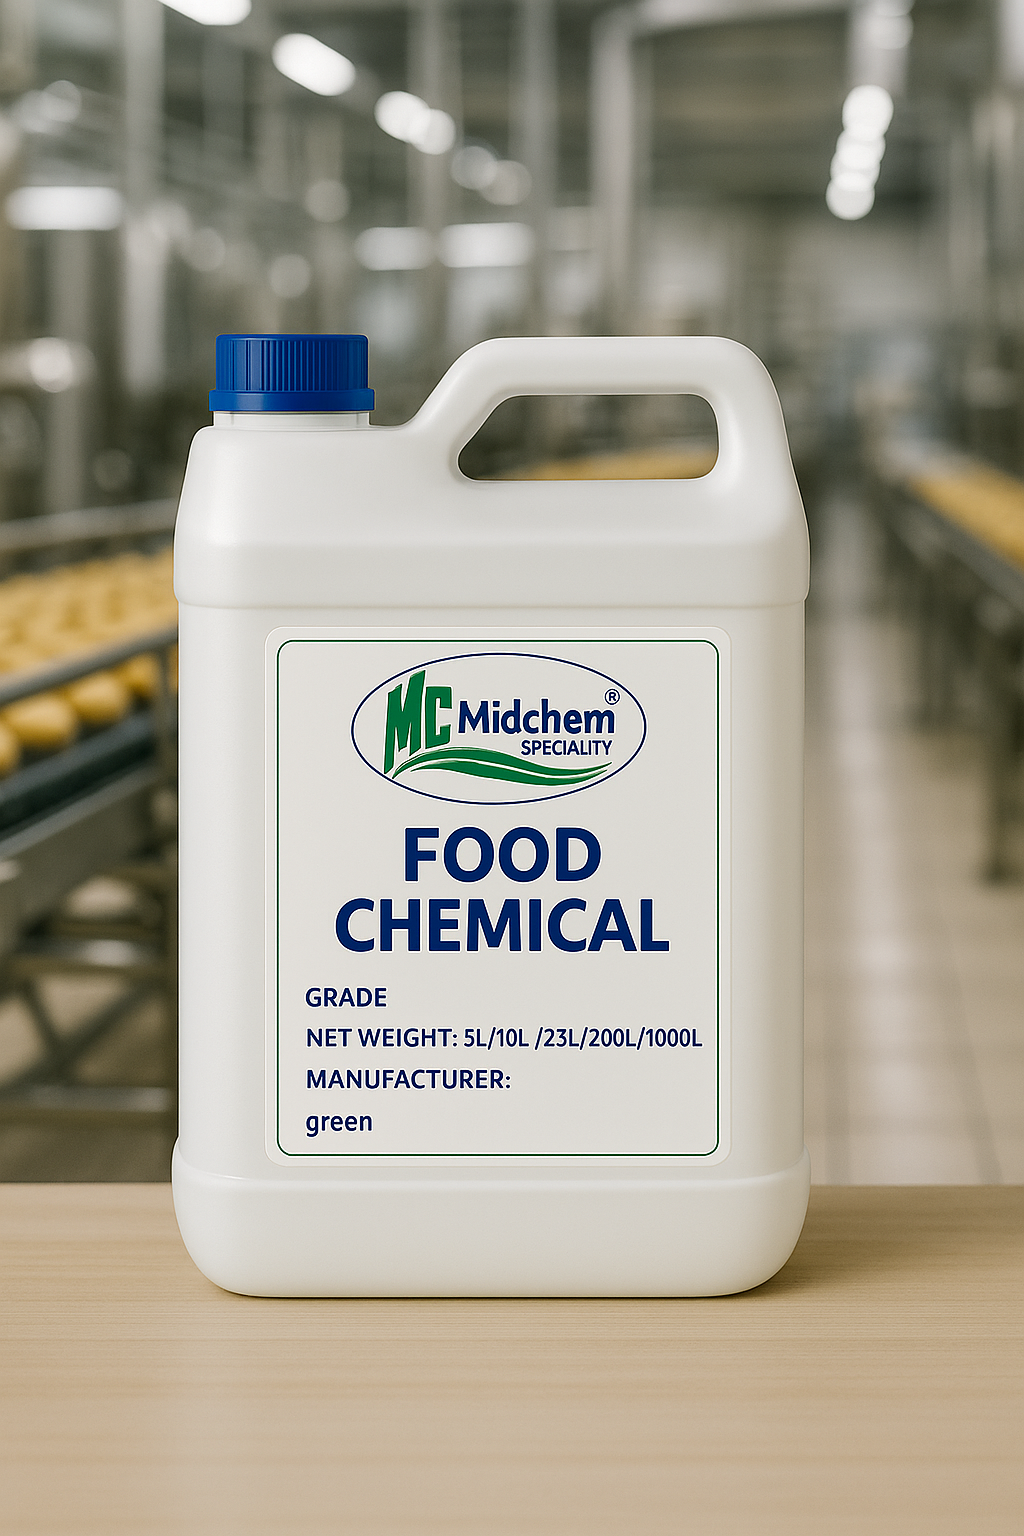 MC Midchem®
SPECIALITY
FOOD
CHEMICAL
GRADE
NET WEIGHT: 5L/10L /23L/200L/1000L
MANUFACTURER:
green